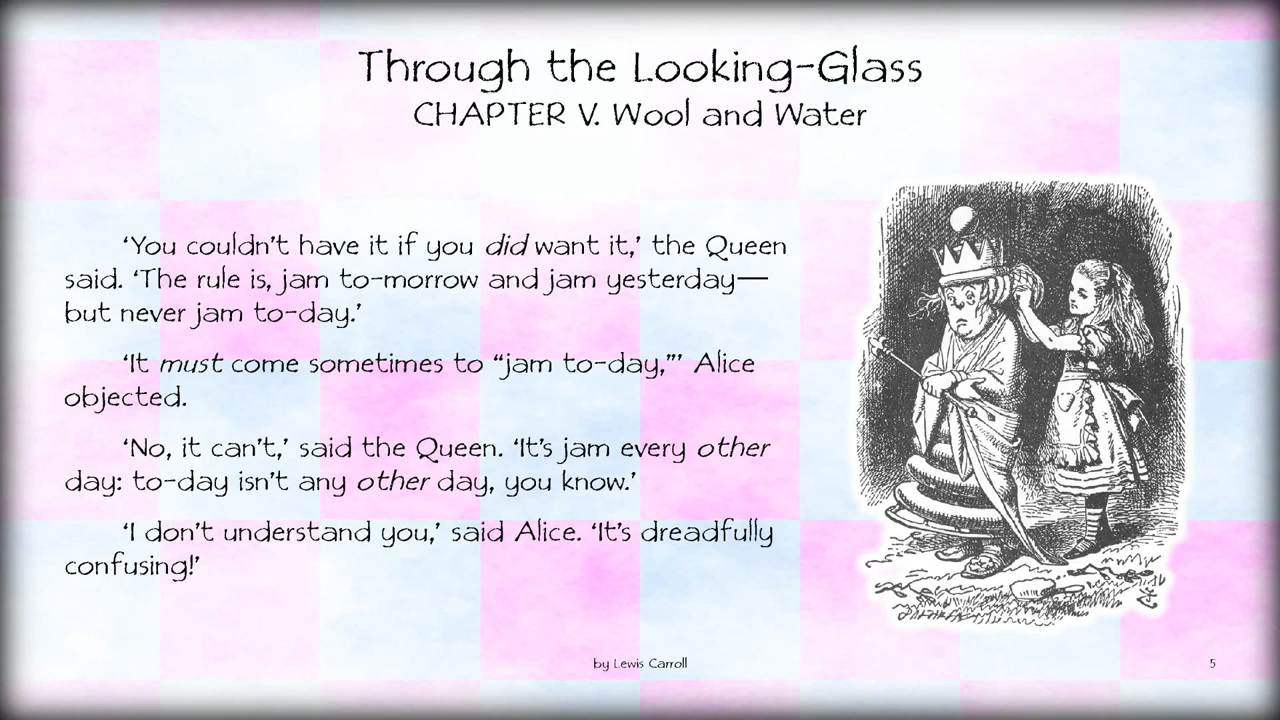 Through the Looking-Glass
CHAPTER V. Wool and Water
‘You couldn’t have it if you did want it,’ the Queen
said. ‘The rule is, jam to-morrow and jam yesterday—
but never jam to-day.’
‘It must come sometimes to “jam to-day,”’ Alice
objected.
‘No, it can’t,’ said the Queen. ‘It’s jam every other
day: to-day isn’t any other day, you know.’
‘I don’t understand you,’ said Alice. ‘It’s dreadfully
confusing!’
by Lewis Carroll
5